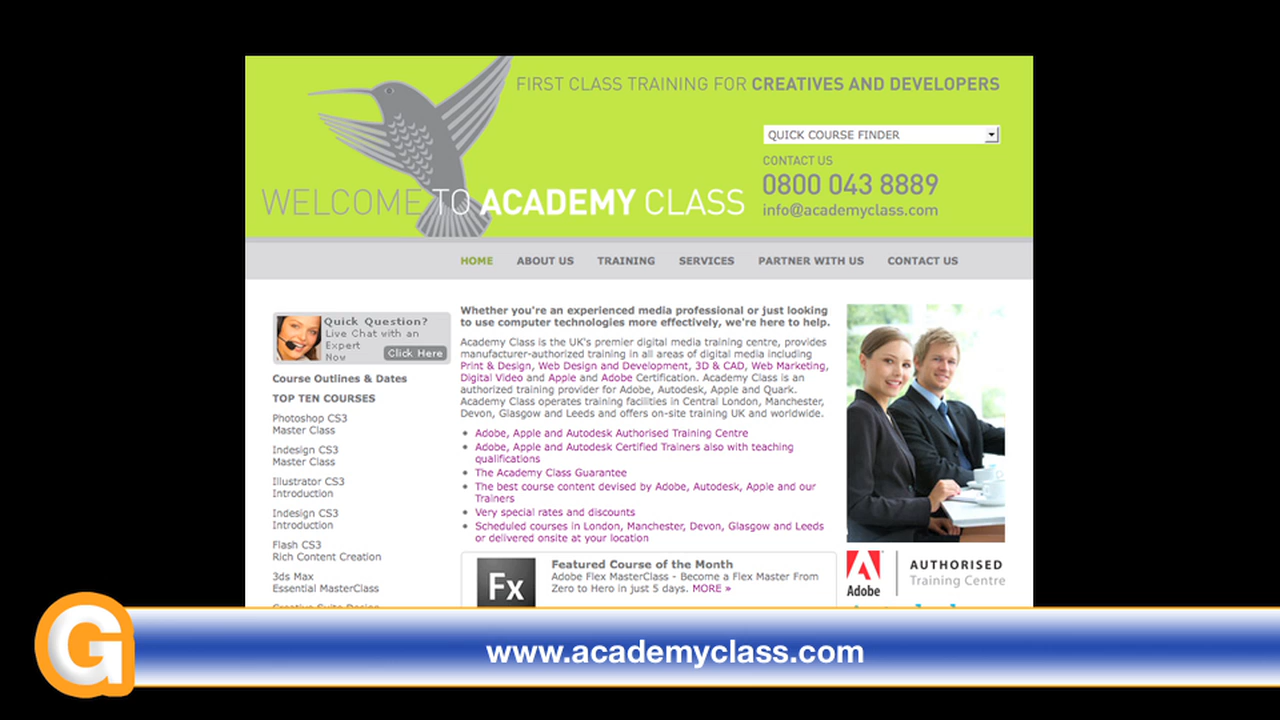 FIRST CLASS TRAINING FOR CREATIVES AND DEVELOPERS
QUICK COURSE FINDER
CONTACT US
0800 043 8889
info@academyclass.com
WELCOME TO ACADEMY CLASS
HOME ABOUT US TRAINING SERVICES PARTNER WITH US CONTACT US
Quick Question?
Live Chat with an
Expert
Now
Click Here
Course Outlines & Dates
TOP TEN COURSES
Photoshop CS3
Master Class
Indesign CS3
Master Class
Illustrator CS3
Introduction
Indesign CS3
Introduction
Flash CS3
Rich Content Creation
3ds Max
Essential MasterClass
Creative Suite Design
Whether you're an experienced media professional or just looking
to use computer technologies more effectively, we're here to help.
Academy Class is the UK's premier digital media training centre, provides
manufacturer-authorized training in all areas of digital media including
Print & Design, Web Design and Development, 3D & CAD, Web Marketing,
Digital Video and Apple and Adobe Certification. Academy Class is an
authorized training provider for Adobe, Autodesk, Apple and Quark.
Academy Class operates training facilities in Central London, Manchester,
Devon, Glasgow and Leeds and offers on-site training UK and worldwide.
Adobe, Apple and Autodesk Authorised Training Centre
Adobe, Apple and Autodesk Certified Trainers also with teaching
qualifications
The Academy Class Guarantee
The best course content devised by Adobe, Autodesk, Apple and our
Trainers
Very special rates and discounts
Scheduled courses in London, Manchester, Devon, Glasgow and Leeds
or delivered onsite at your location
Fx
Featured Course of the Month
Adobe Flex MasterClass - Become a Flex Master From
Zero to Hero in just 5 days. MORE »
Adobe
AUTHORISED
Training Centre
G
www.academyclass.com